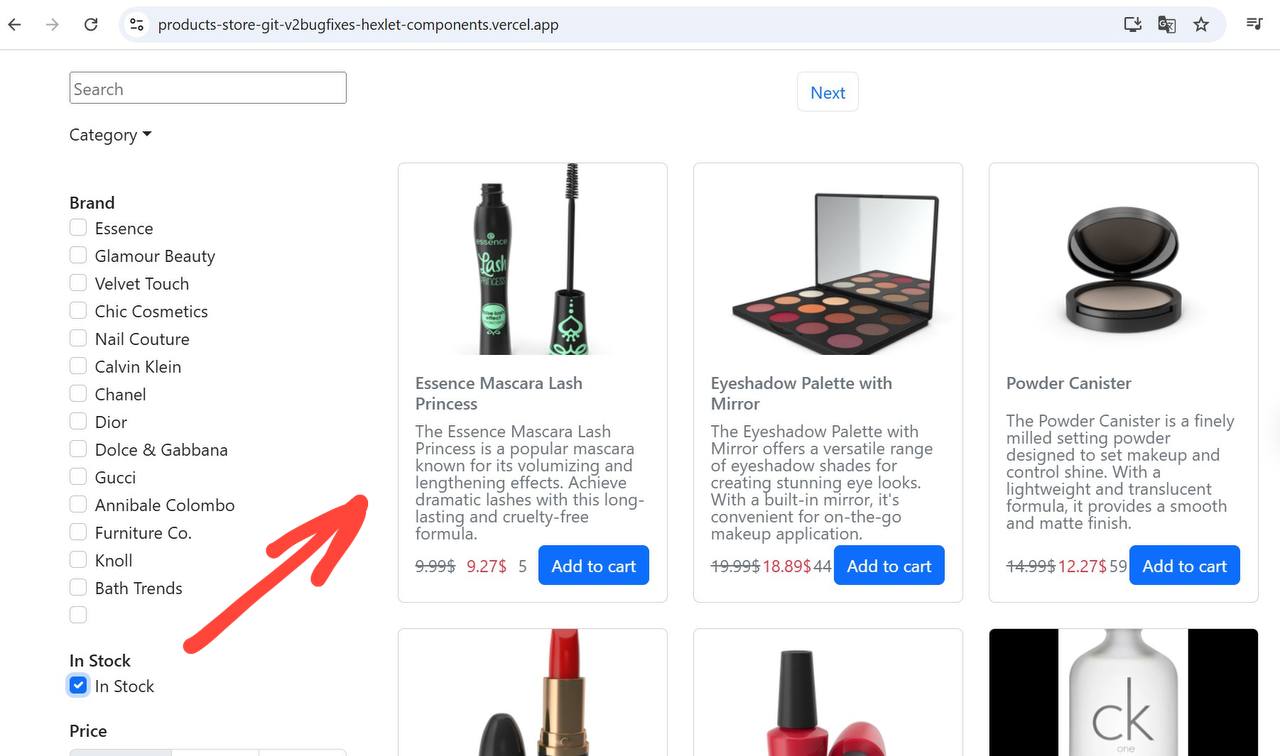 products-store-git-v2bugfixes-hexlet-components.vercel.app
Search
Next
Category
Brand
Essence
Glamour Beauty
Velvet Touch
Chic Cosmetics
Nail Couture
Calvin Klein
Chanel
Dior
Dolce & Gabbana
Gucci
Annibale Colombo
Furniture Co.
Knoll
Bath Trends
In Stock
In Stock
Price
essence
Lash
PRINCESS
Essence Mascara Lash
Princess
The Essence Mascara Lash
Princess is a popular mascara
known for its volumizing and
lengthening effects. Achieve
dramatic lashes with this long-
lasting and cruelty-free
formula.
9.99$ 9.27$ 5 Add to cart
Eyeshadow Palette with
Mirror
The Eyeshadow Palette with
Mirror offers a versatile range
of eyeshadow shades for
creating stunning eye looks.
With a built-in mirror, it's
convenient for on-the-go
makeup application.
19.99$ 18.89$ 44 Add to cart
Powder Canister
The Powder Canister is a finely
milled setting powder
designed to set makeup and
control shine. With a
lightweight and translucent
formula, it provides a smooth
and matte finish.
14.99$ 12.27$ 59 Add to cart
ck
one